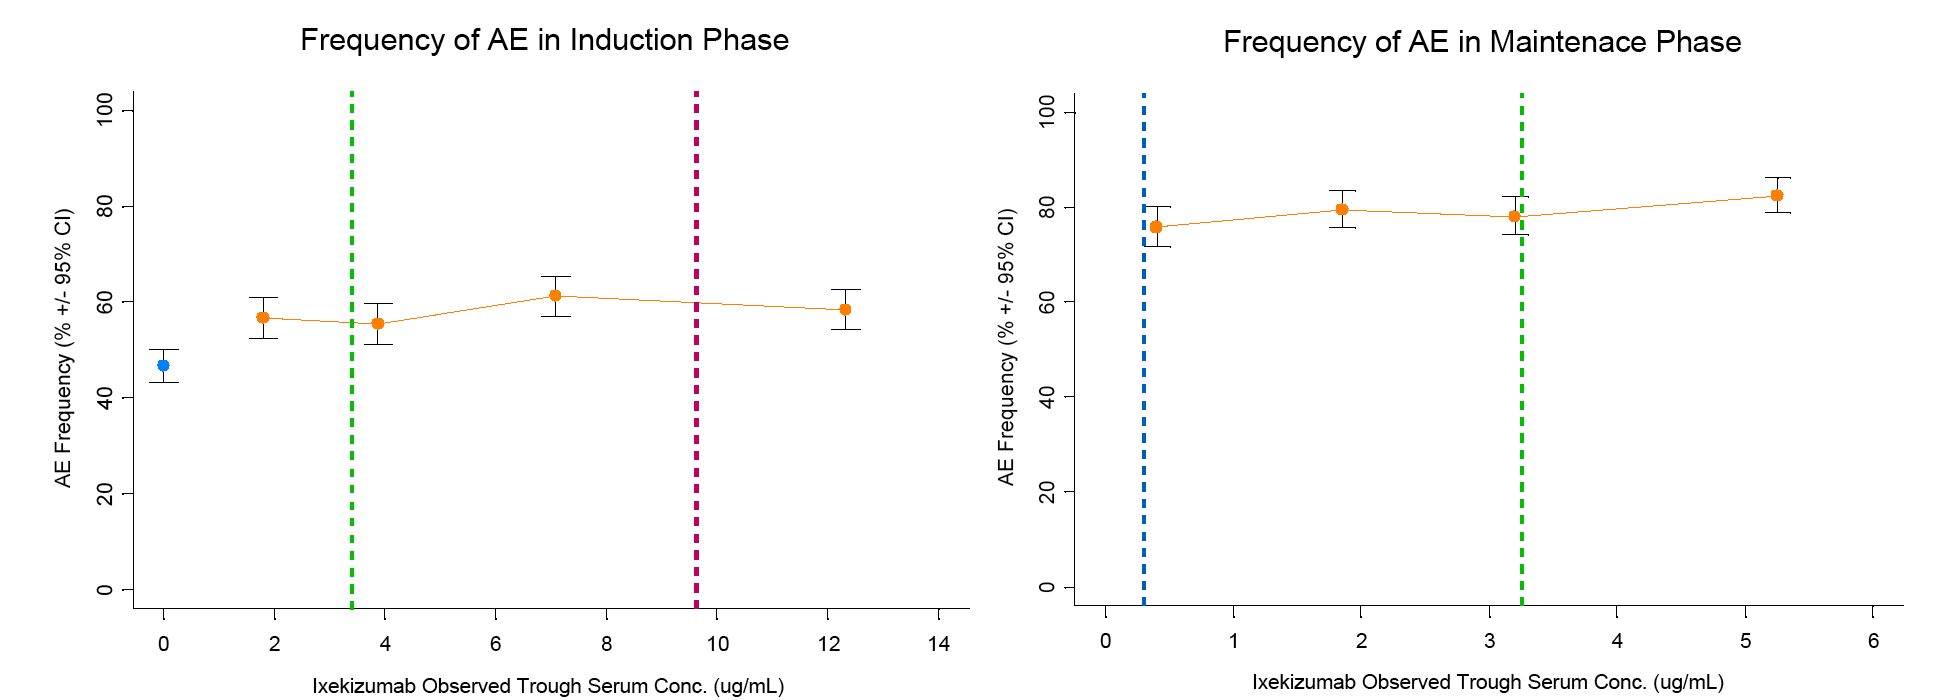 Frequency of AE in Induction Phase
AE Frequency (% +/- 95% CI)
100
80
60
40
20
0
0 2 4 6 8 10 12 14
Ixekizumab Observed Trough Serum Conc. (ug/mL)
Frequency of AE in Maintenace Phase
AE Frequency (% +/- 95% CI)
100
80
60
40
20
0
0 1 2 3 4 5 6
Ixekizumab Observed Trough Serum Conc. (ug/mL)